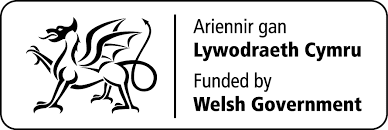 Ariennir gan
Lywodraeth Cymru
Funded by
Welsh Government